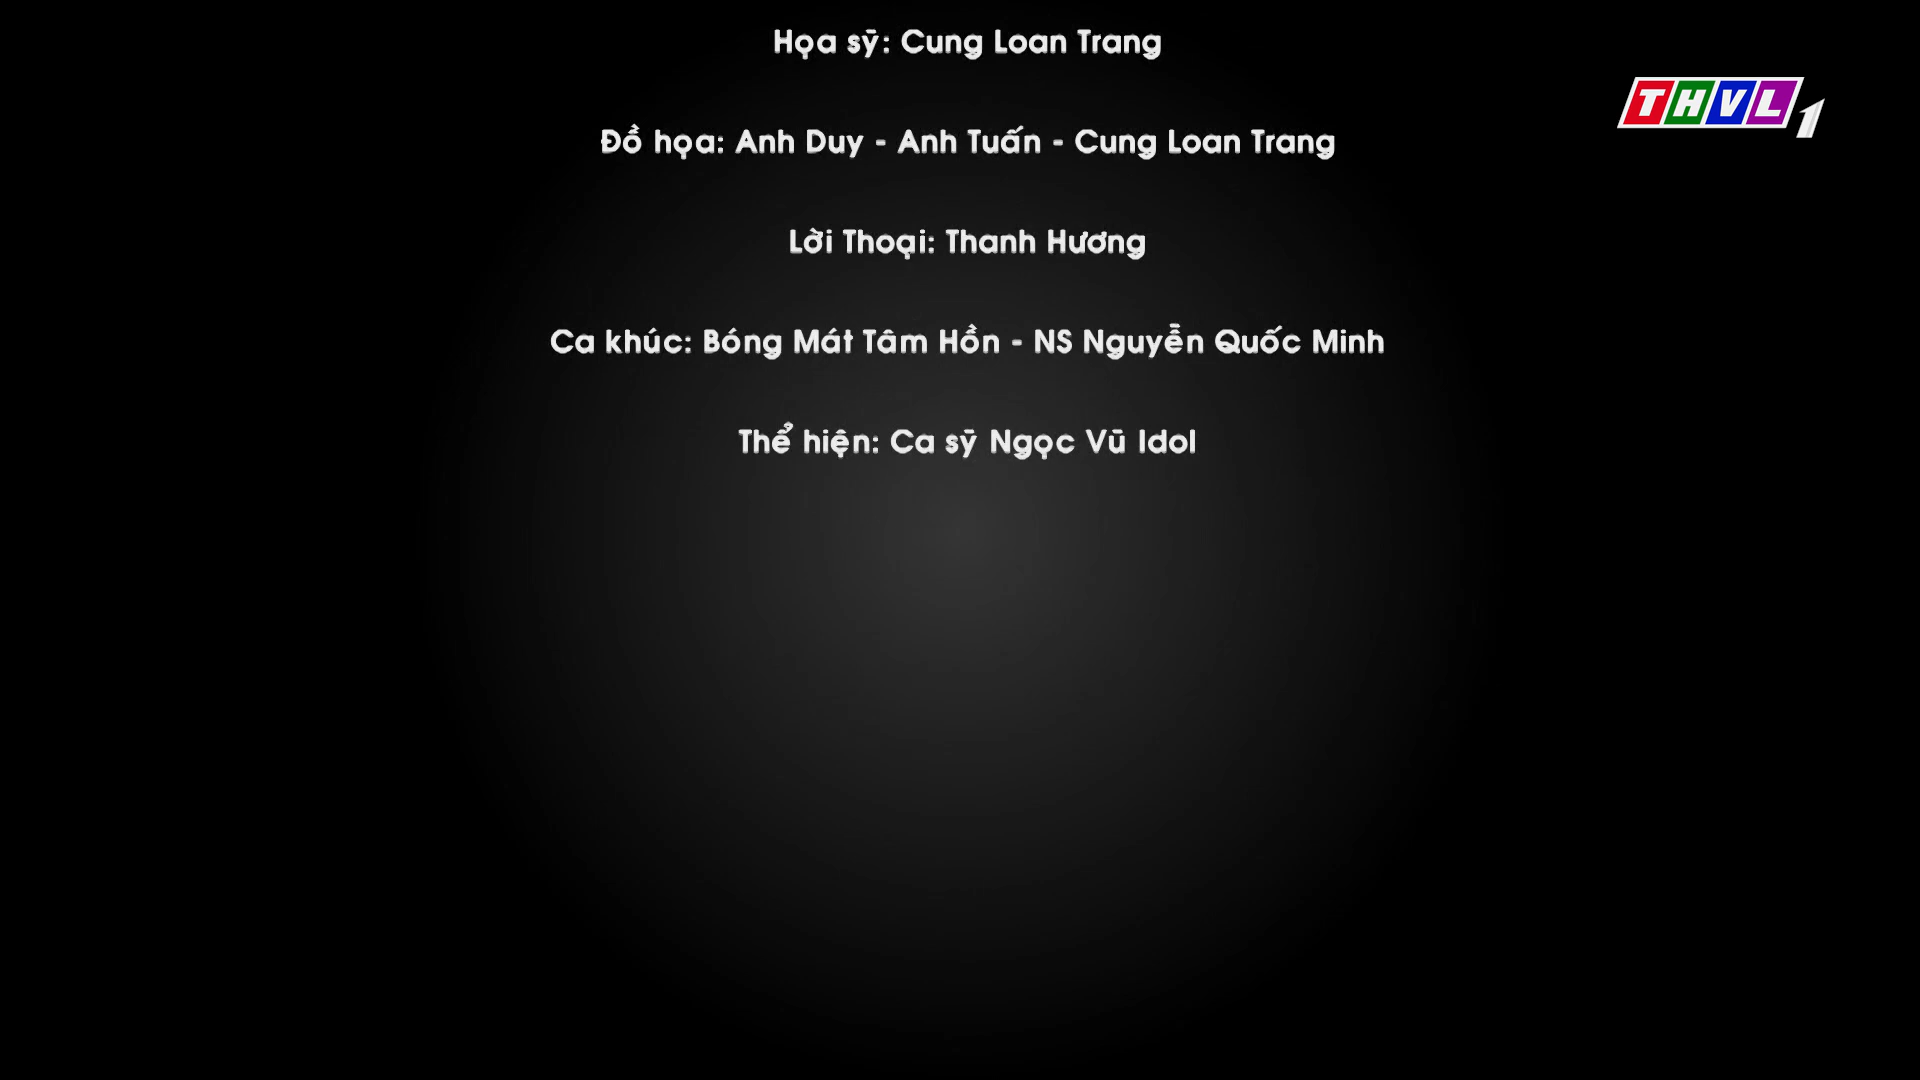 Họa sỹ: Cung Loan Trang
THVL1
Đồ họa: Anh Duy - Anh Tuấn - Cung Loan Trang
Lời Thoại: Thanh Hương
Ca khúc: Bóng Mát Tâm Hồn - NS Nguyễn Quốc Minh
Thể hiện: Ca sỹ Ngọc Vũ Idol